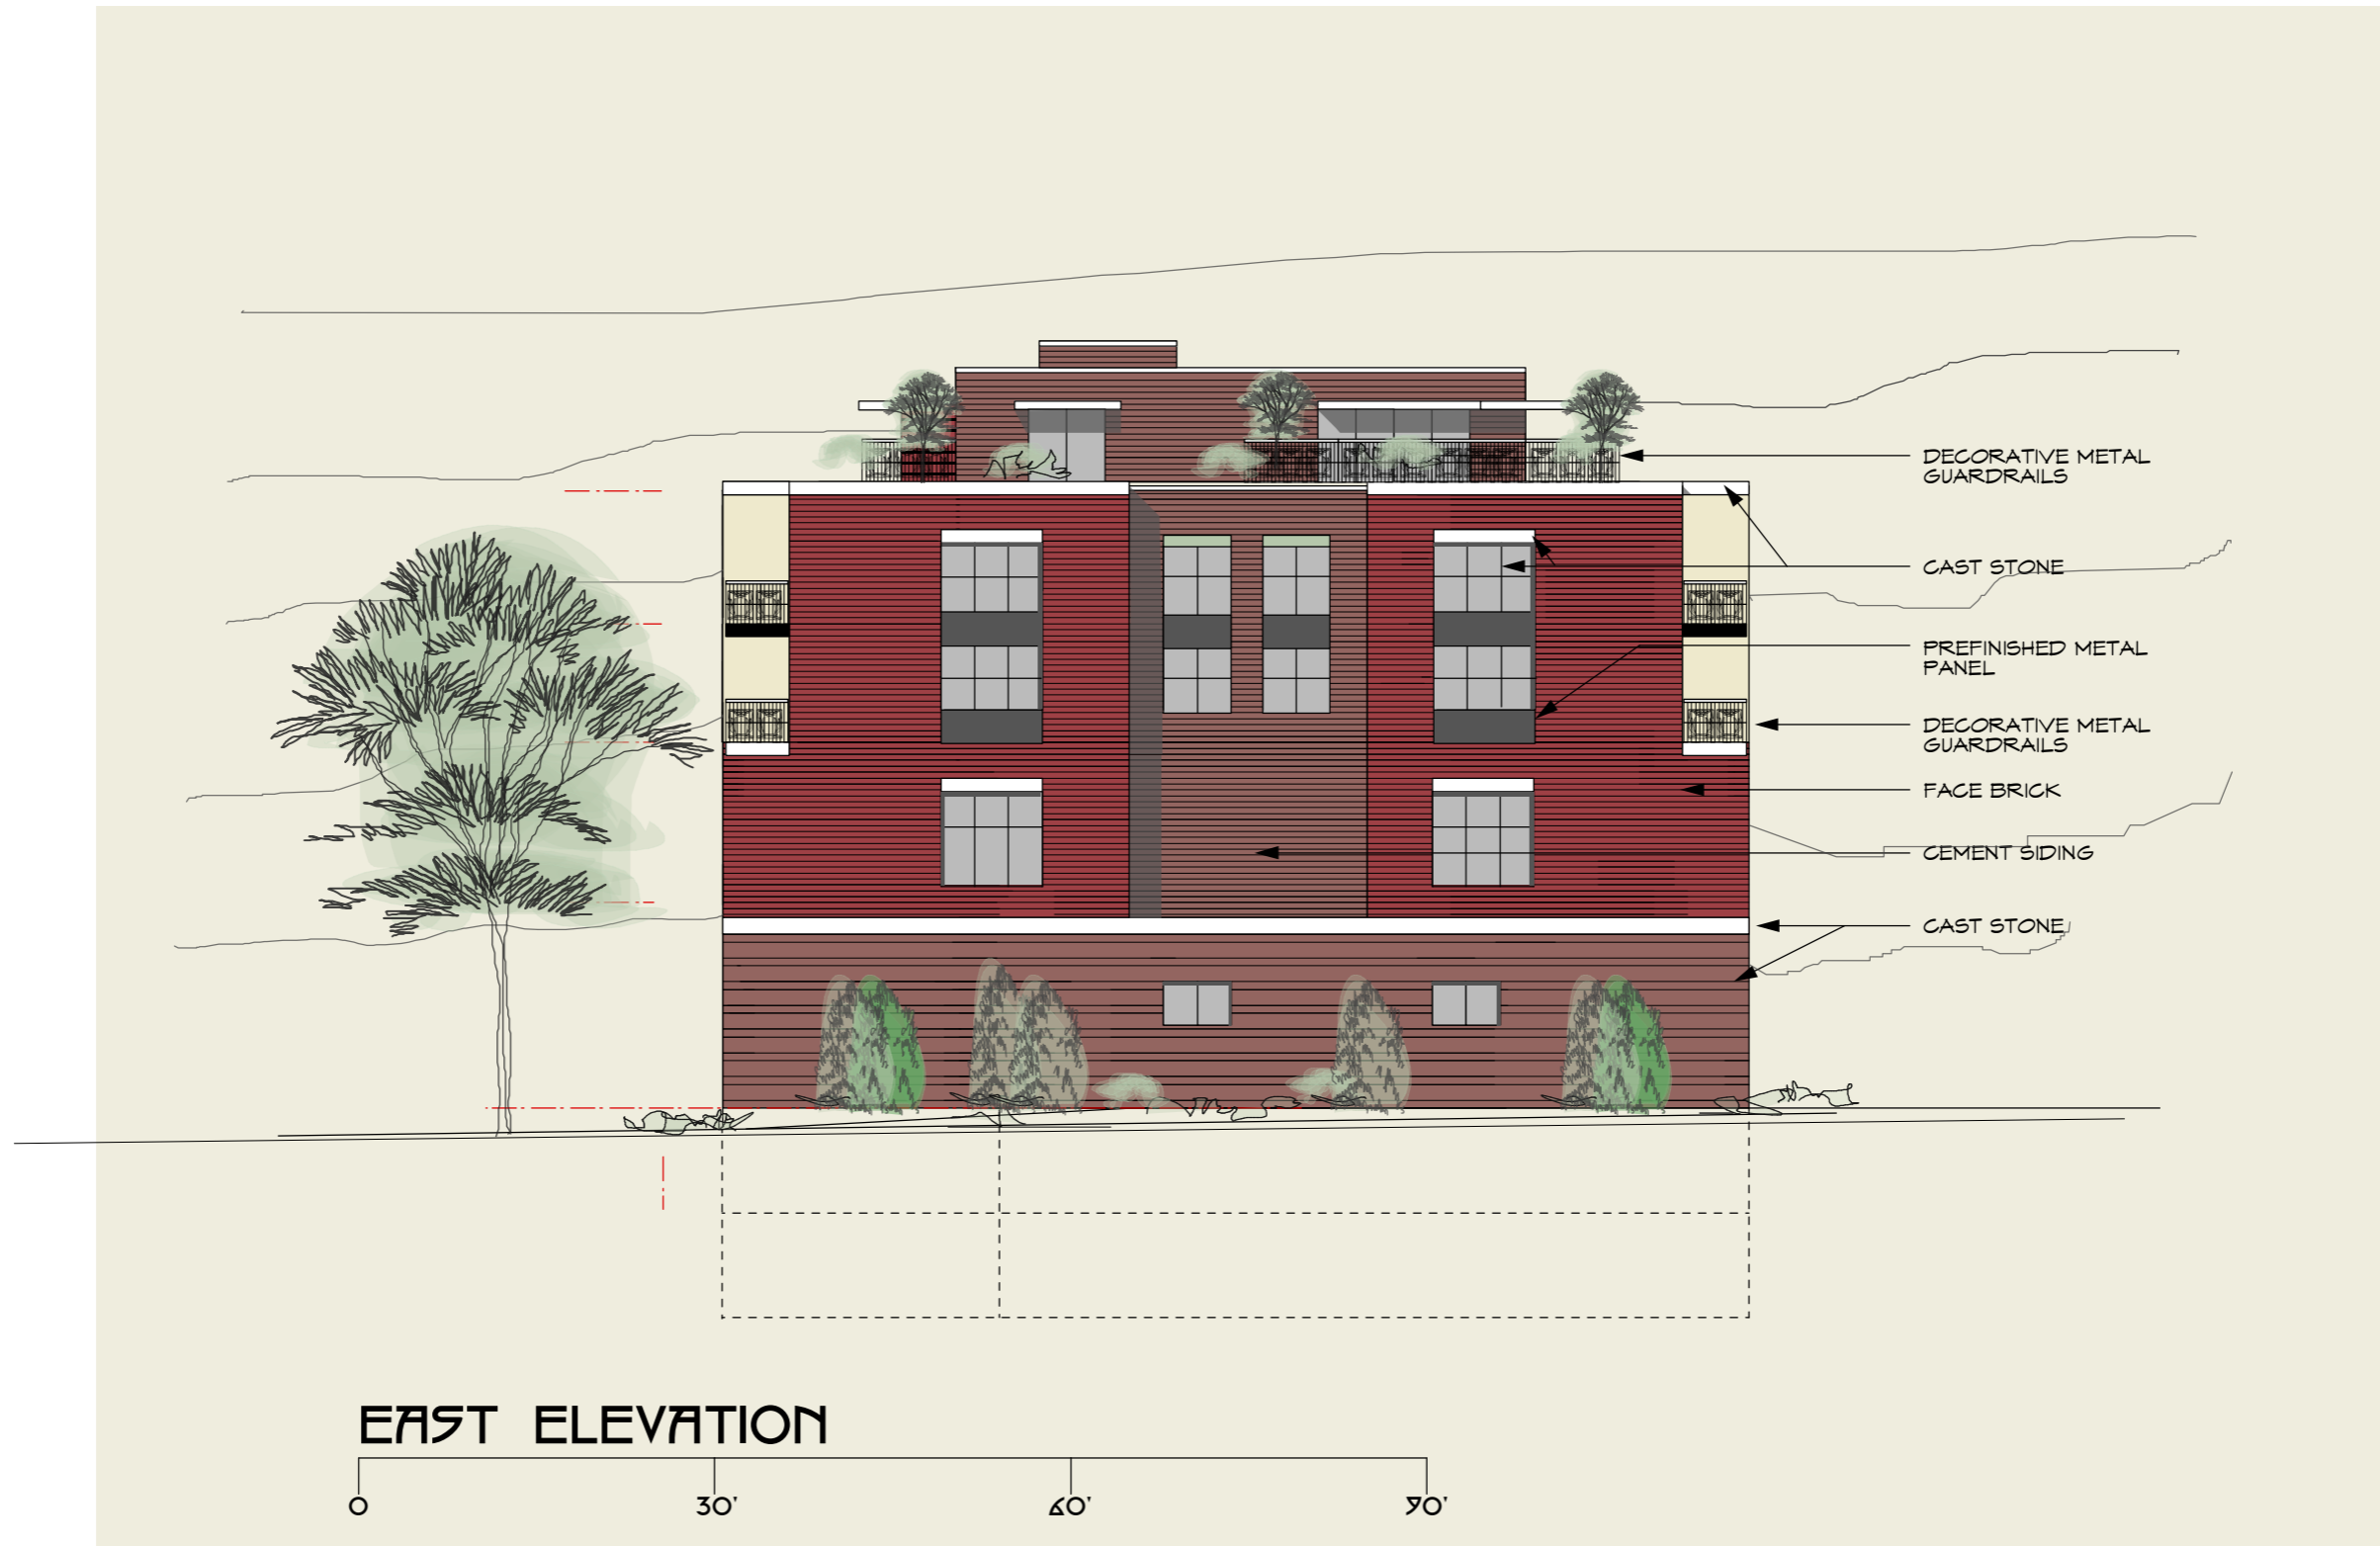 DECORATIVE METAL
GUARDRAILS
CAST STONE
PREFINISHED METAL
PANEL
DECORATIVE METAL
GUARDRAILS
FACE BRICK
CEMENT SIDING
CAST STONE
EAST ELEVATION
0 30' 60' 90'